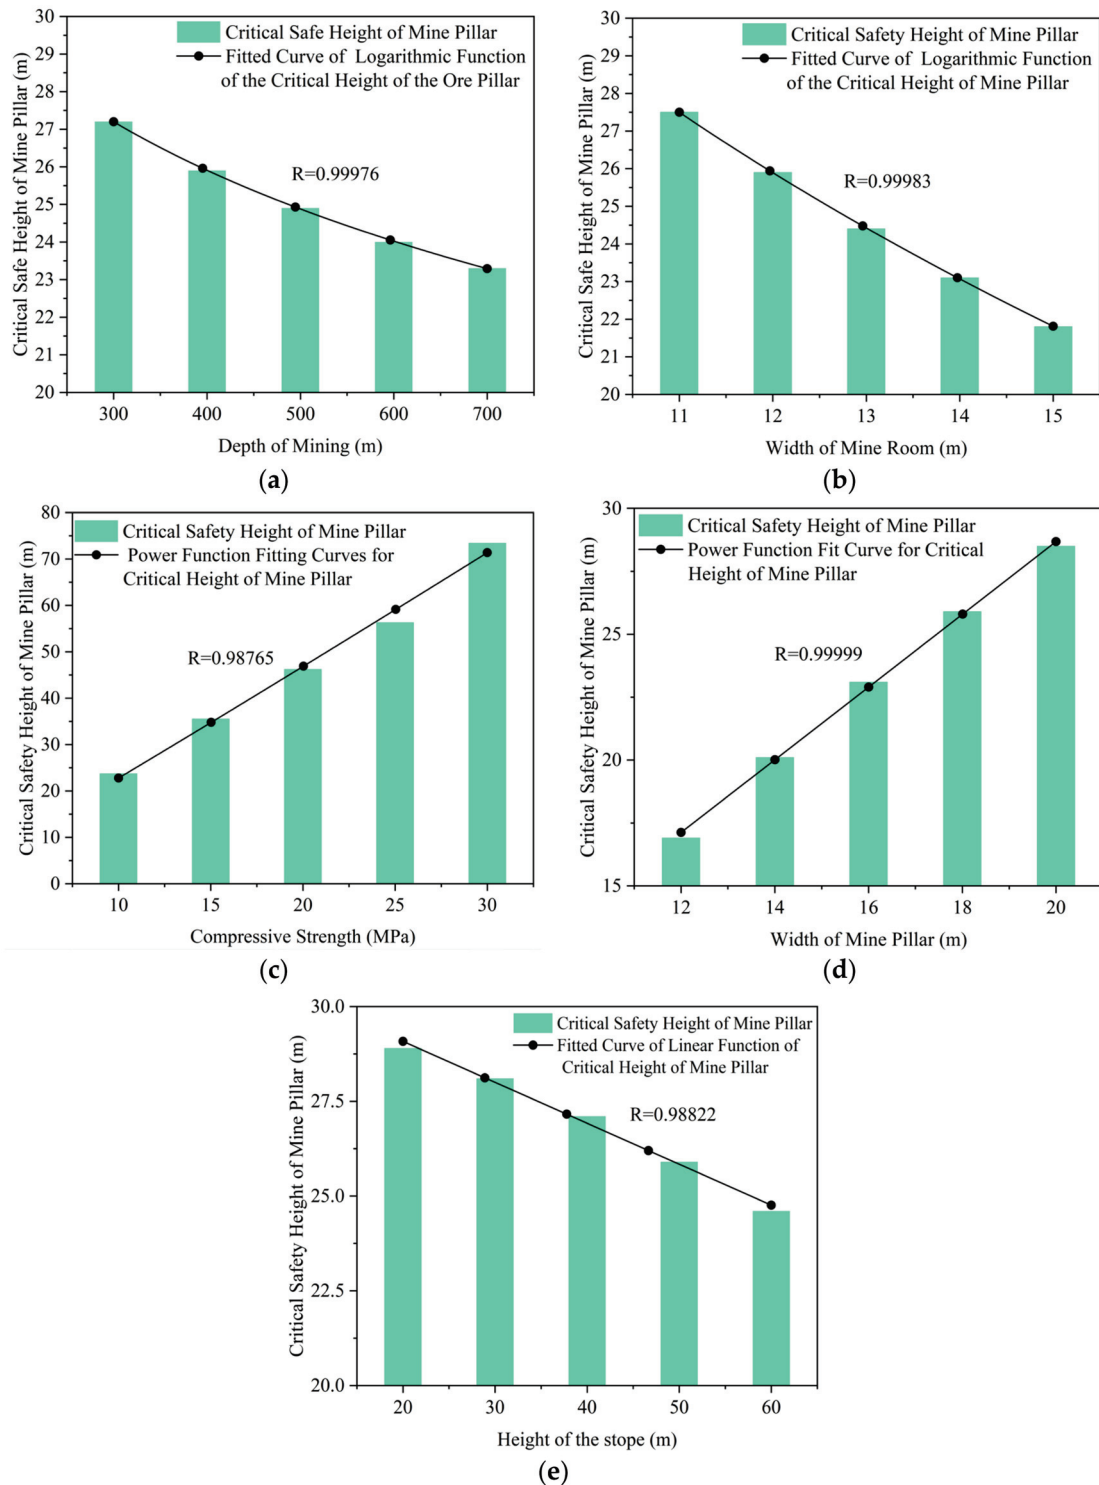 Critical Safe Height of Mine Pillar (m)
30
29
28
27
26
25
24
23
22
21
20
Critical Safe Height of Mine Pillar
Fitted Curve of Logarithmic Function
of the Critical Height of the Ore Pillar
R=0.99976
300 400 500 600 700
Depth of Mining (m)
(a)
Critical Safe Height of Mine Pillar (m)
30
29
28
27
26
25
24
23
22
21
20
Critical Safety Height of Mine Pillar
Fitted Curve of Logarithmic Function
of the Critical Height of Mine Pillar
R=0.99983
11 12 13 14 15
Width of Mine Room (m)
(b)
Critical Safety Height of Mine Pillar (m)
80
70
60
50
40
30
20
10
0
Critical Safety Height of Mine Pillar
Power Function Fitting Curves for
Critical Height of Mine Pillar
R=0.98765
10 15 20 25 30
Compressive Strength (MPa)
(c)
Critical Safety Height of Mine Pillar (m)
30
25
20
15
Critical Safety Height of Mine Pillar
Power Function Fit Curve for Critical
Height of Mine Pillar
R=0.99999
12 14 16 18 20
Width of Mine Pillar (m)
(d)
Critical Safety Height of Mine Pillar (m)
30.0
27.5
25.0
22.5
20.0
Critical Safety Height of Mine Pillar
Fitted Curve of Linear Function of
Critical Height of Mine Pillar
R=0.98822
20 30 40 50 60
Height of the stope (m)
(e)